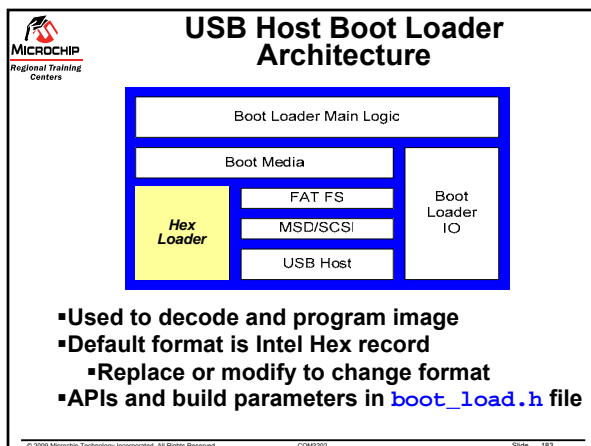 MICROCHIP
Regional Training
Centers
USB Host Boot Loader
Architecture
Boot Loader Main Logic
Boot Media
Hex
Loader
FAT FS
MSD/SCSI
USB Host
Boot
Loader
IO
▪Used to decode and program image
▪Default format is Intel Hex record
▪Replace or modify to change format
▪APIs and build parameters in boot_load.h file
© 2009 Microchip Technology Incorporated. All Rights Reserved. COM3202 Slide 183